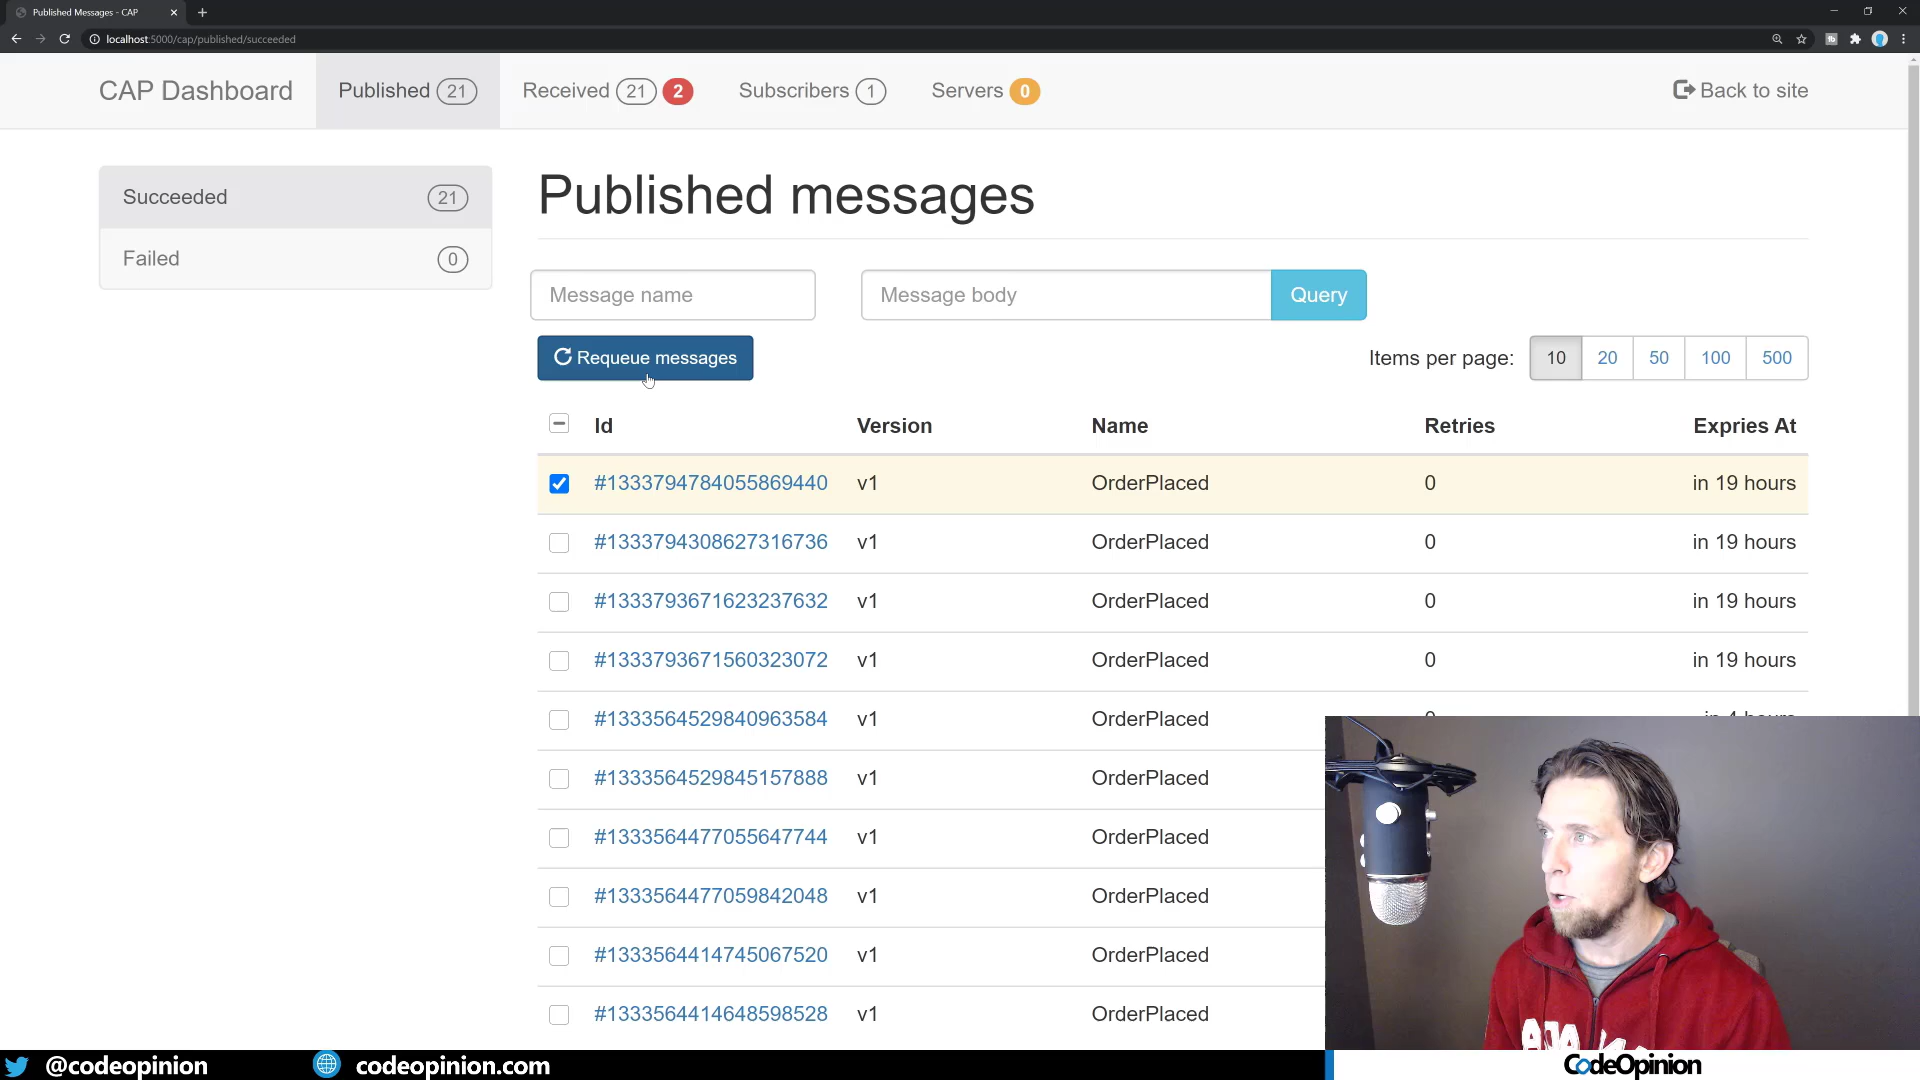 Published Messages - CAP
localhost:5000/cap/published/succeeded
CAP Dashboard Published 21 Received 21 2 Subscribers 1 Servers 0 Back to site
Succeeded 21
Failed 0
Published messages
Message name Message body Query
Requeue messages Items per page: 10 20 50 100 500
Id Version Name Retries Expries At
#1333794784055869440 v1 OrderPlaced 0 in 19 hours
#1333794308627316736 v1 OrderPlaced 0 in 19 hours
#1333793671623237632 v1 OrderPlaced 0 in 19 hours
#1333793671560323072 v1 OrderPlaced 0 in 19 hours
#1333564529840963584 v1 OrderPlaced 0 in 4 hours
#1333564529845157888 v1 OrderPlaced
#1333564477055647744 v1 OrderPlaced
#1333564477059842048 v1 OrderPlaced
#1333564414745067520 v1 OrderPlaced
#1333564414648598528 v1 OrderPlaced
@codeopinion codeopinion.com CodeOpinion